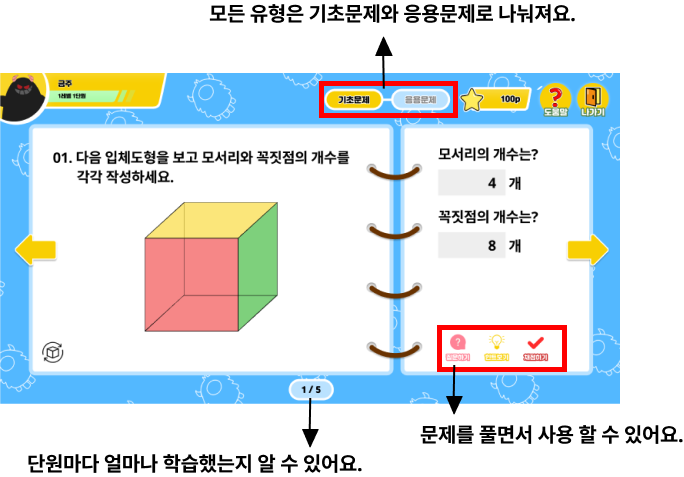 모든 유형은 기초문제와 응용문제로 나눠져요.
금주
1레벨 1단원
기초문제
응용문제
100p
도움말
나가기
01. 다음 입체도형을 보고 모서리와 꼭짓점의 개수를
각각 작성하세요.
모서리의 개수는?
4 개
꼭짓점의 개수는?
8 개
질문하기
채점하기
1 / 5
문제를 풀면서 사용 할 수 있어요.
단원마다 얼마나 학습했는지 알 수 있어요.